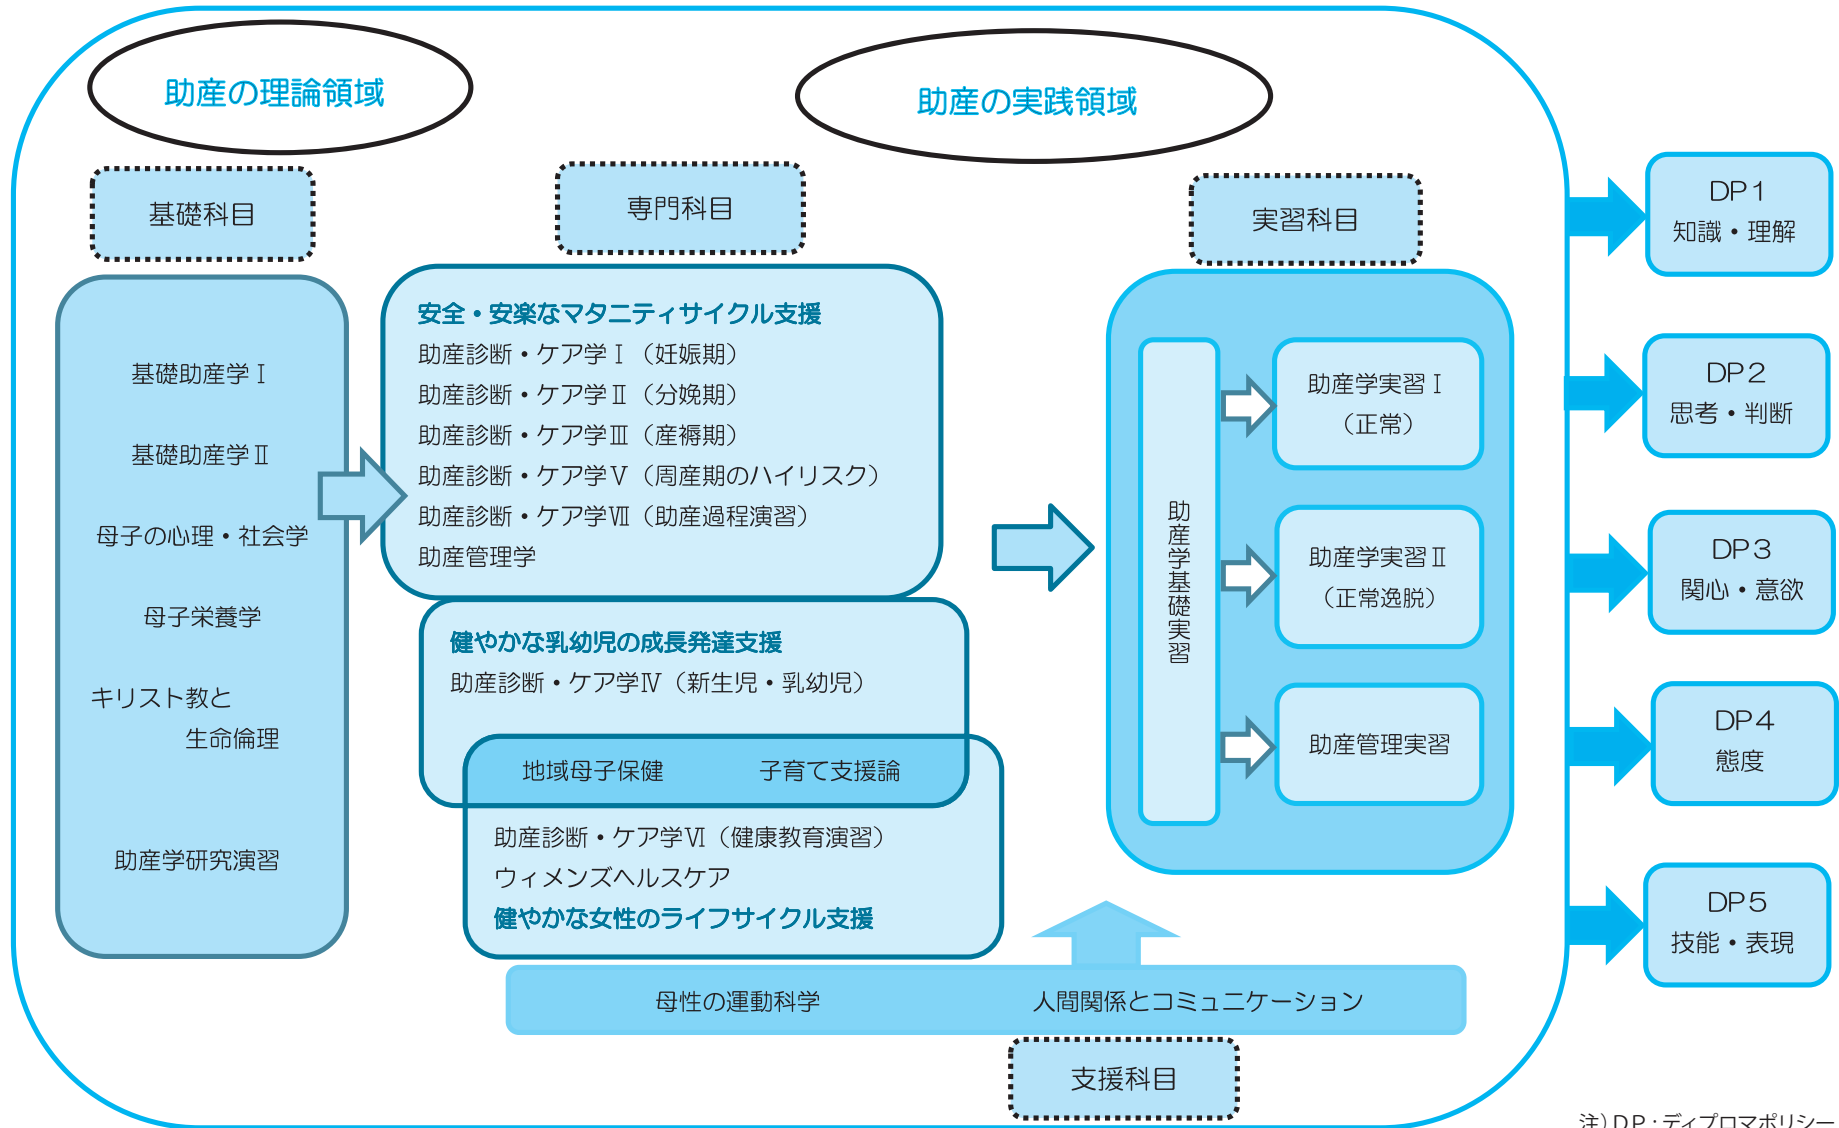 助産の理論領域
助産の実践領域
基礎科目
基礎助産学Ⅰ
基礎助産学Ⅱ
母子の心理・社会学
母子栄養学
キリスト教と
生命倫理
助産学研究演習
専門科目
安全・安楽なマタニティサイクル支援
助産診断・ケア学Ⅰ（妊娠期）
助産診断・ケア学Ⅱ（分娩期）
助産診断・ケア学Ⅲ（産褥期）
助産診断・ケア学Ⅴ（周産期のハイリスク）
助産診断・ケア学Ⅶ（助産過程演習）
助産管理学
健やかな乳幼児の成長発達支援
助産診断・ケア学Ⅳ（新生児・乳幼児）
地域母子保健　子育て支援論
助産診断・ケア学Ⅵ（健康教育演習）
ウィメンズヘルスケア
健やかな女性のライフサイクル支援
実習科目
助産学基礎実習
助産学実習Ⅰ
（正常）
助産学実習Ⅱ
（正常逸脱）
助産管理実習
母性の運動科学　人間関係とコミュニケーション
支援科目
DP１
知識・理解
DP２
思考・判断
DP３
関心・意欲
DP４
態度
DP５
技能・表現
注）DP：ディプロマポリシー